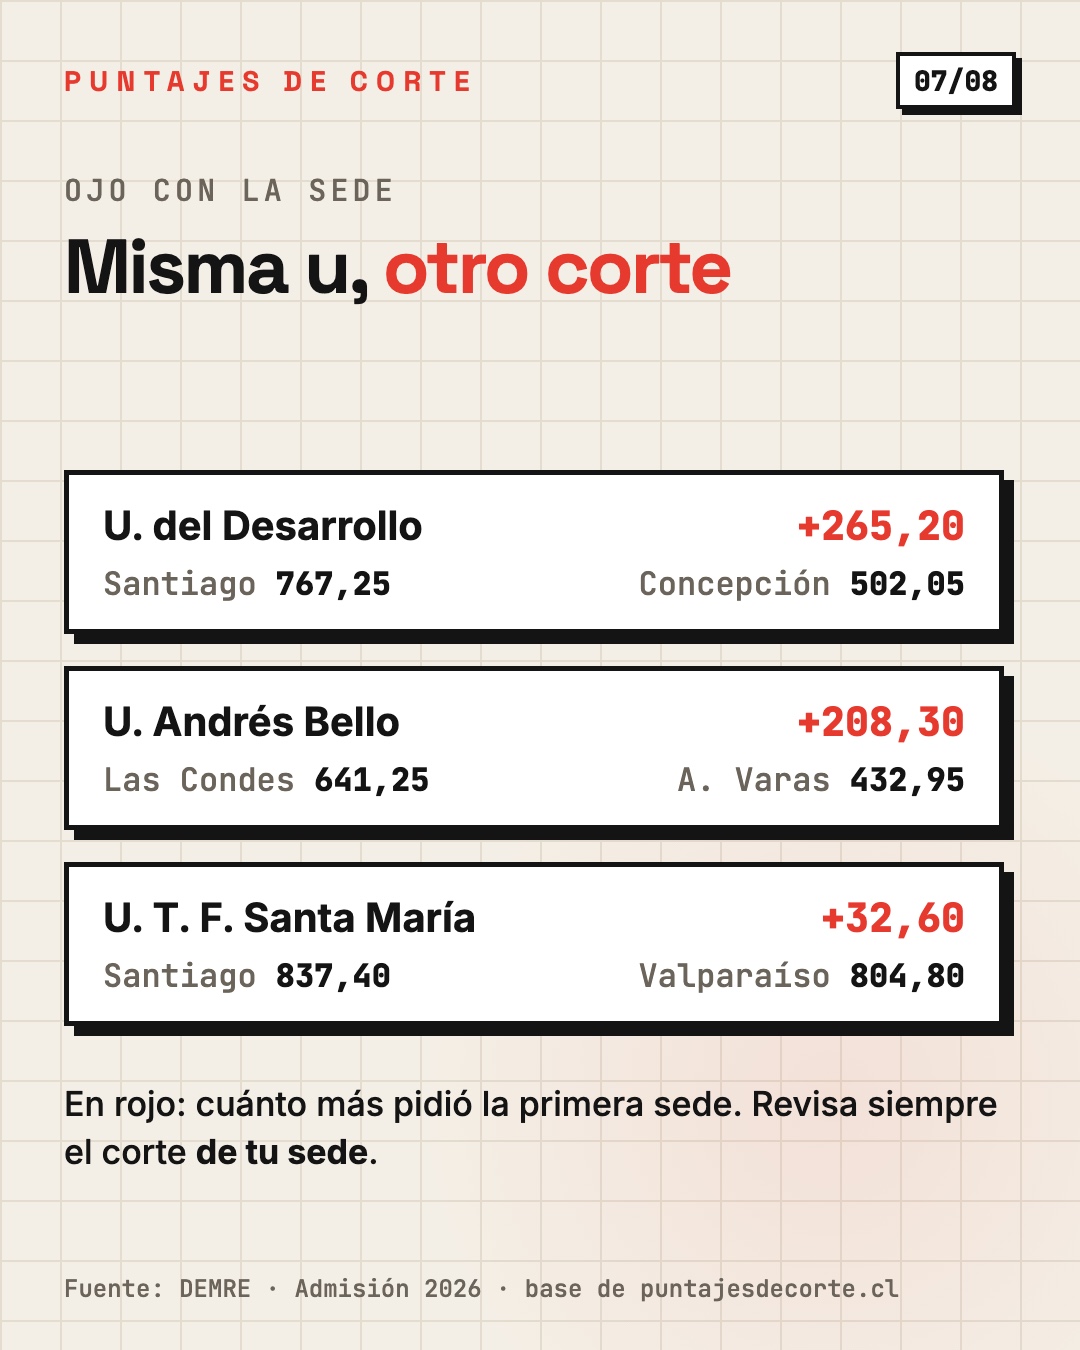 PUNTAJES DE CORTE
07/08
OJO CON LA SEDE
Misma u, otro corte
U. del Desarrollo +265,20
Santiago 767,25 Concepción 502,05
U. Andrés Bello +208,30
Las Condes 641,25 A. Varas 432,95
U. T. F. Santa María +32,60
Santiago 837,40 Valparaíso 804,80
En rojo: cuánto más pidió la primera sede. Revisa siempre
el corte de tu sede.
Fuente: DEMRE · Admisión 2026 · base de puntajesdecorte.cl